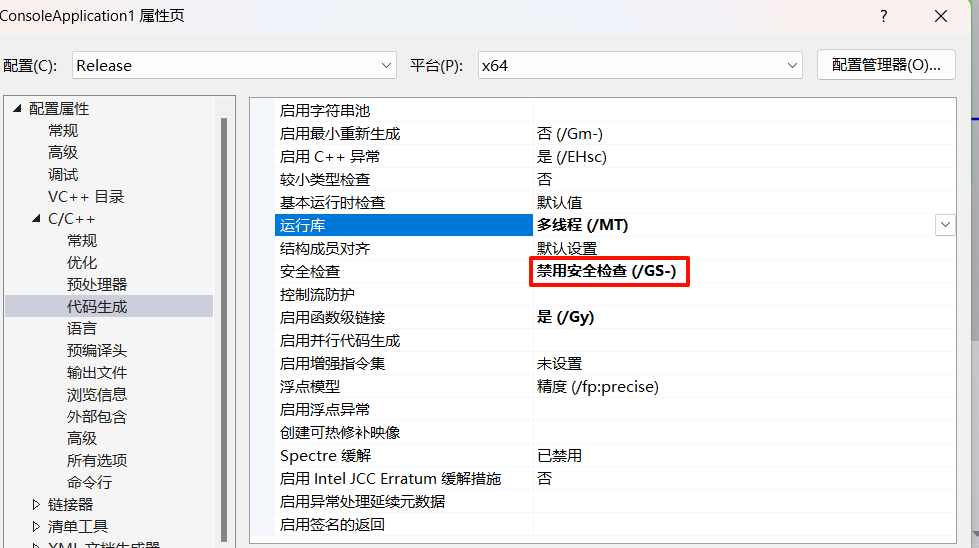 ConsoleApplication1 属性页
配置(C): Release 平台(P): x64 配置管理器(O)...
配置属性
常规
高级
调试
VC++ 目录
C/C++
常规
优化
预处理器
代码生成
语言
预编译头
输出文件
浏览信息
外部包含
高级
所有选项
命令行
链接器
清单工具
XML 文档生成器
启用字符串池
启用最小重新生成 否 (/Gm-)
启用 C++ 异常 是 (/EHsc)
较小类型检查 否
基本运行时检查 默认值
运行库 多线程 (/MT)
结构成员对齐 默认设置
安全检查 禁用安全检查 (/GS-)
控制流防护
启用函数级链接 是 (/Gy)
启用并行代码生成
启用增强指令集 未设置
浮点模型 精度 (/fp:precise)
启用浮点异常
创建可热修补映像
Spectre 缓解 已禁用
启用 Intel JCC Erratum 缓解措施 否
启用异常处理延续元数据
启用签名的返回